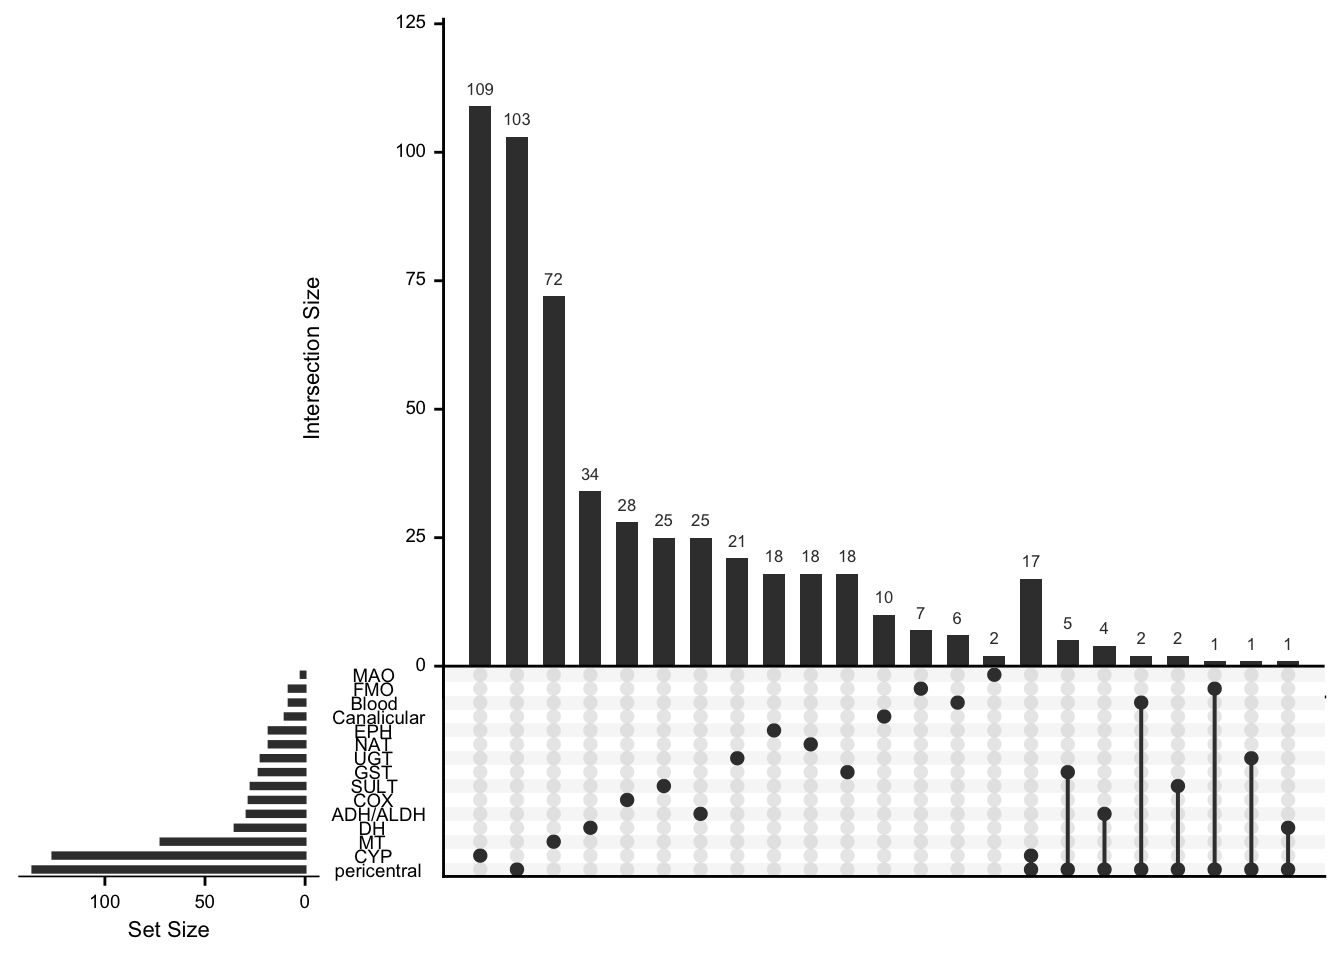 125
109
103
100
72
75
Intersection Size
50
34
28
25
25
25
21
18
18
18
10
7
6
2
17
5
4
2
2
1
1
1
0
MAO
FMO
Blood
Canalicular
EPH
NAT
UGT
GST
SULT
COX
ADH/ALDH
DH
MT
CYP
pericentral
100
50
0
Set Size